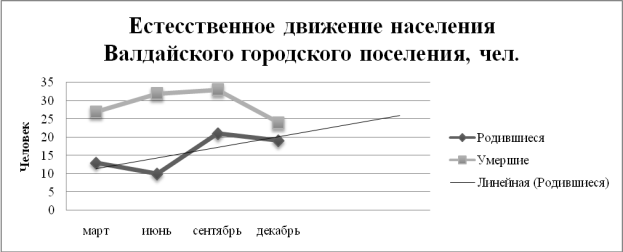 Естесственное движение населения
Валдайского городского поселения, чел.
Человек
35
30
25
20
15
10
5
0
март июнь сентябрь декабрь
Родившиеся
Умершие
Линейная (Родившиеся)